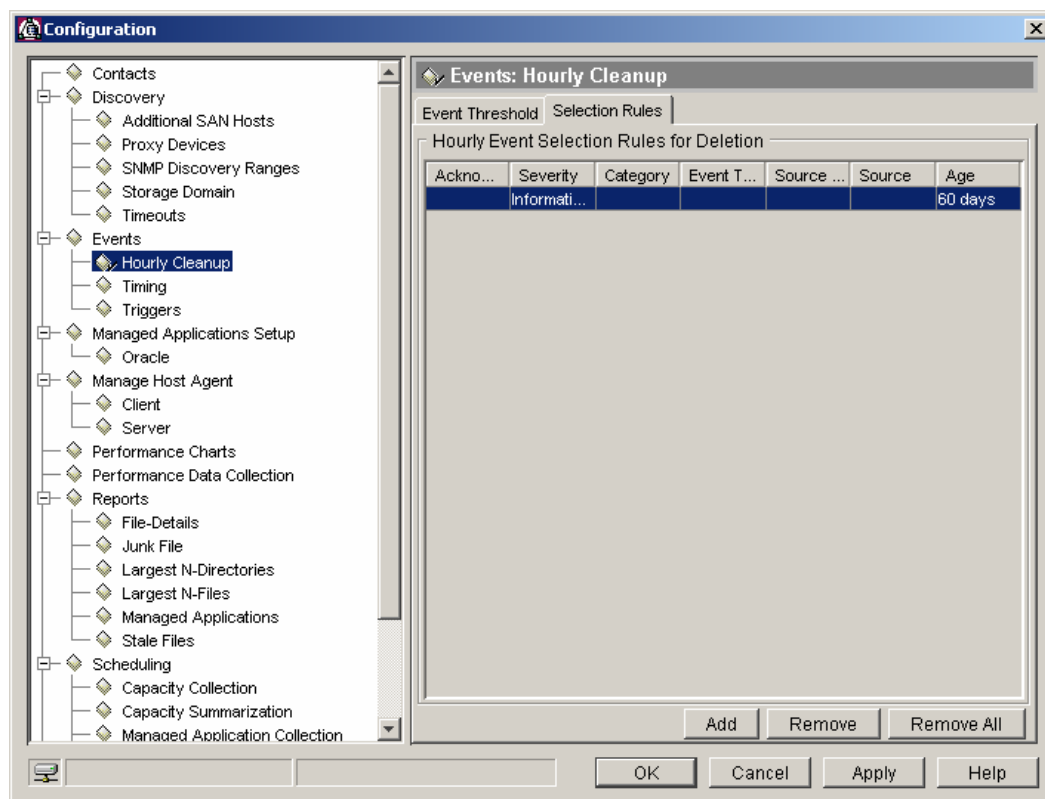 Configuration
Contacts
Discovery
Additional SAN Hosts
Proxy Devices
SNMP Discovery Ranges
Storage Domain
Timeouts
Events
Hourly Cleanup
Timing
Triggers
Managed Applications Setup
Oracle
Manage Host Agent
Client
Server
Performance Charts
Performance Data Collection
Reports
File-Details
Junk File
Largest N-Directories
Largest N-Files
Managed Applications
Stale Files
Scheduling
Capacity Collection
Capacity Summarization
Managed Application Collection
Events: Hourly Cleanup
Event Threshold Selection Rules
Hourly Event Selection Rules for Deletion
Ackno... Severity Category Event T... Source ... Source Age
Informati... 60 days
Add Remove Remove All
OK Cancel Apply Help